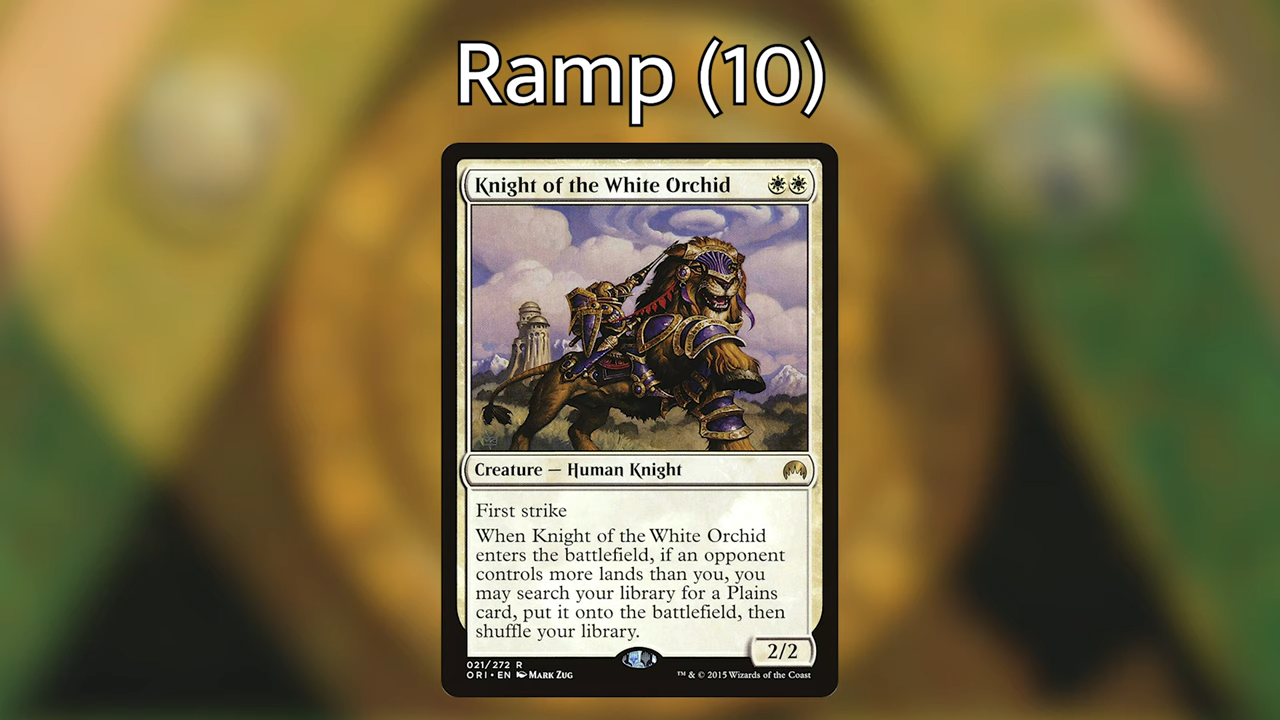 Ramp (10)
Knight of the White Orchid
Creature — Human Knight
First strike
When Knight of the White Orchid
enters the battlefield, if an opponent
controls more lands than you, you
may search your library for a Plains
card, put it onto the battlefield, then
shuffle your library.
2/2
021/272 R
ORI • EN Mark Zug
™ & © 2015 Wizards of the Coast